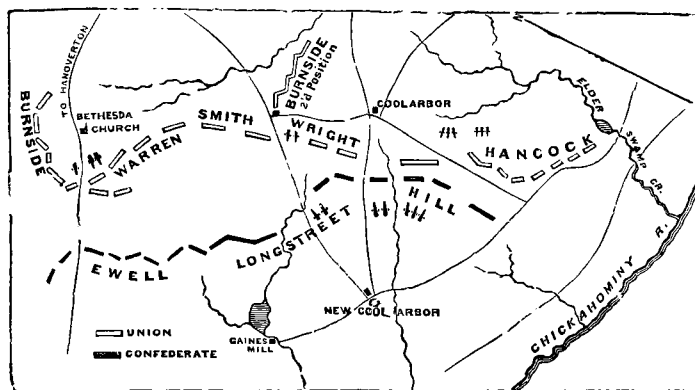 TO HANOVERTON
BURNSIDE
BETHESDA
CHURCH
WARREN
SMITH
BURNSIDE
2d Position
WRIGHT
COOLARBOR
HANCOCK
ELDER
SWAMP CR.
N
HILL
LONGSTREET
EWELL
NEW COOL ARBOR
GAINES
MILL
CHICKAHOMINY R.
UNION
CONFEDERATE